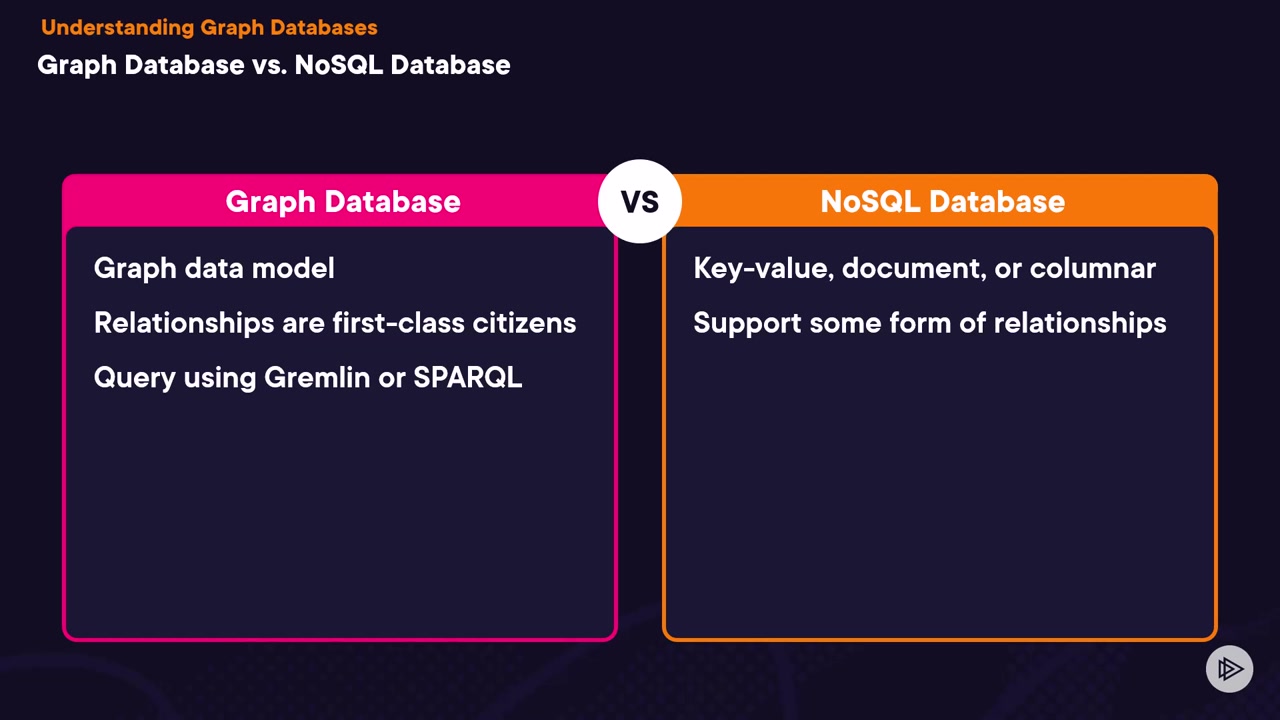 Understanding Graph Databases
Graph Database vs. NoSQL Database
Graph Database
VS
NoSQL Database
Graph data model
Relationships are first-class citizens
Query using Gremlin or SPARQL
Key-value, document, or columnar
Support some form of relationships